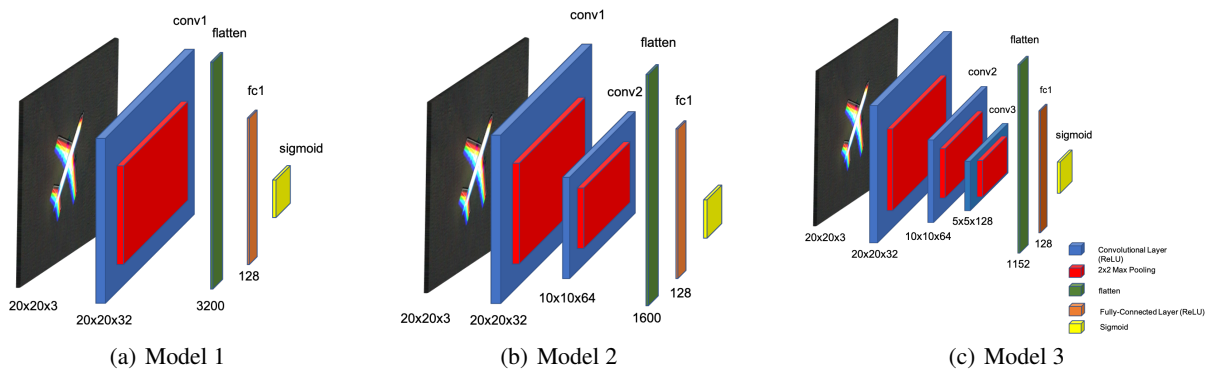 conv1
flatten
fc1
sigmoid
20x20x3
20x20x32
3200
128
(a) Model 1
conv1
flatten
conv2
fc1
20x20x3
20x20x32
10x10x64
1600
128
(b) Model 2
flatten
conv2
conv3
fc1
sigmoid
20x20x3
20x20x32
10x10x64
5x5x128
1152
128
Convolutional Layer
(ReLU)
2x2 Max Pooling
flatten
Fully-Connected Layer (ReLU)
Sigmoid
(c) Model 3